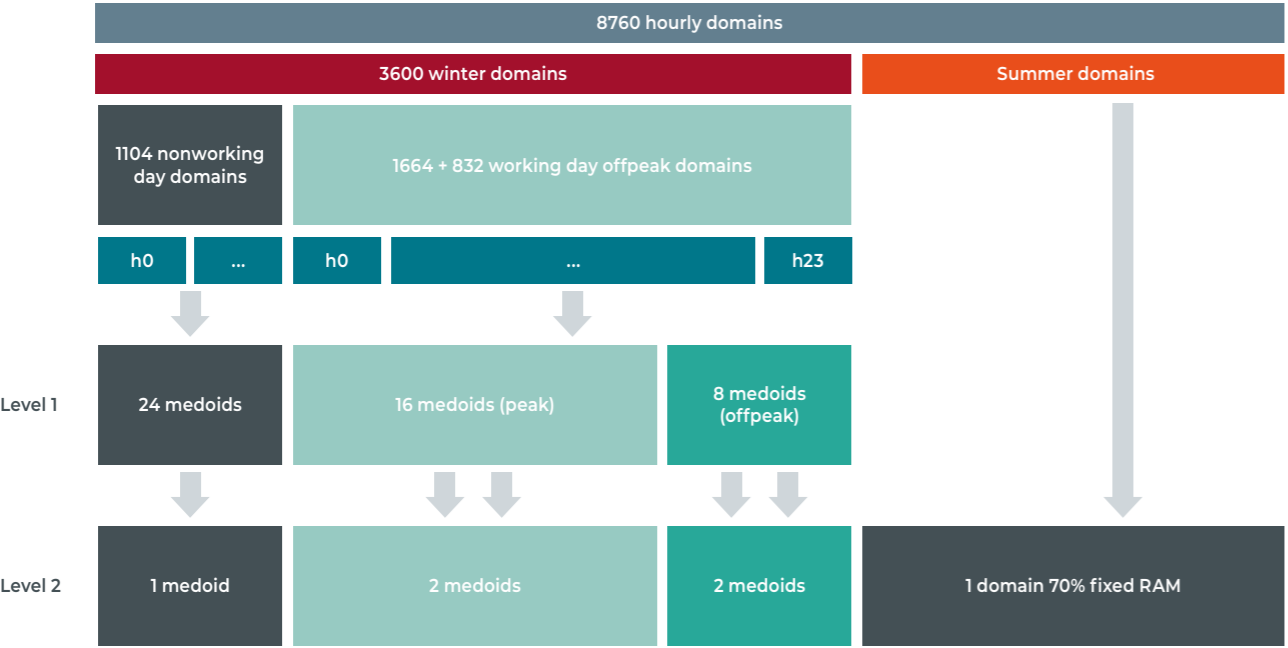 8760 hourly domains
3600 winter domains
Summer domains
1104 nonworking
day domains
1664 + 832 working day offpeak domains
h0
...
h0
...
h23
Level 1
24 medoids
16 medoids (peak)
8 medoids
(offpeak)
Level 2
1 medoid
2 medoids
2 medoids
1 domain 70% fixed RAM